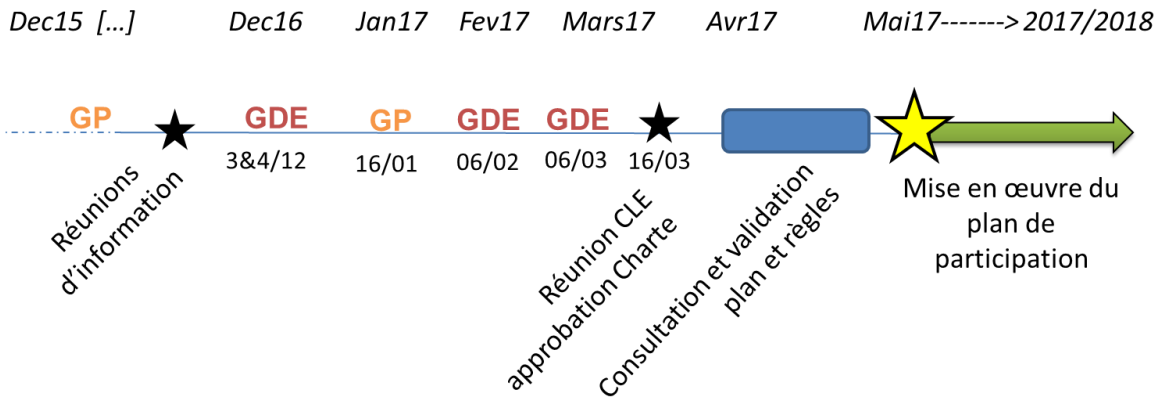 Dec15 [...] Dec16 Jan17 Fev17 Mars17 Avr17 Mai17-------> 2017/2018
GP GDE GP GDE GDE
3&4/12 16/01 06/02 06/03 16/03
Réunions
d'information
Réunion CLE
approbation Charte
Consultation et validation
plan et règles
Mise en œuvre du
plan de
participation